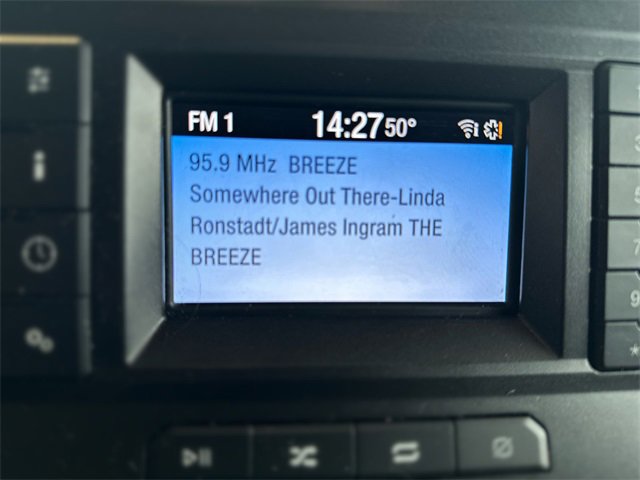 FM 1 14:27 50°
95.9 MHz BREEZE
Somewhere Out There-Linda
Ronstadt/James Ingram THE
BREEZE